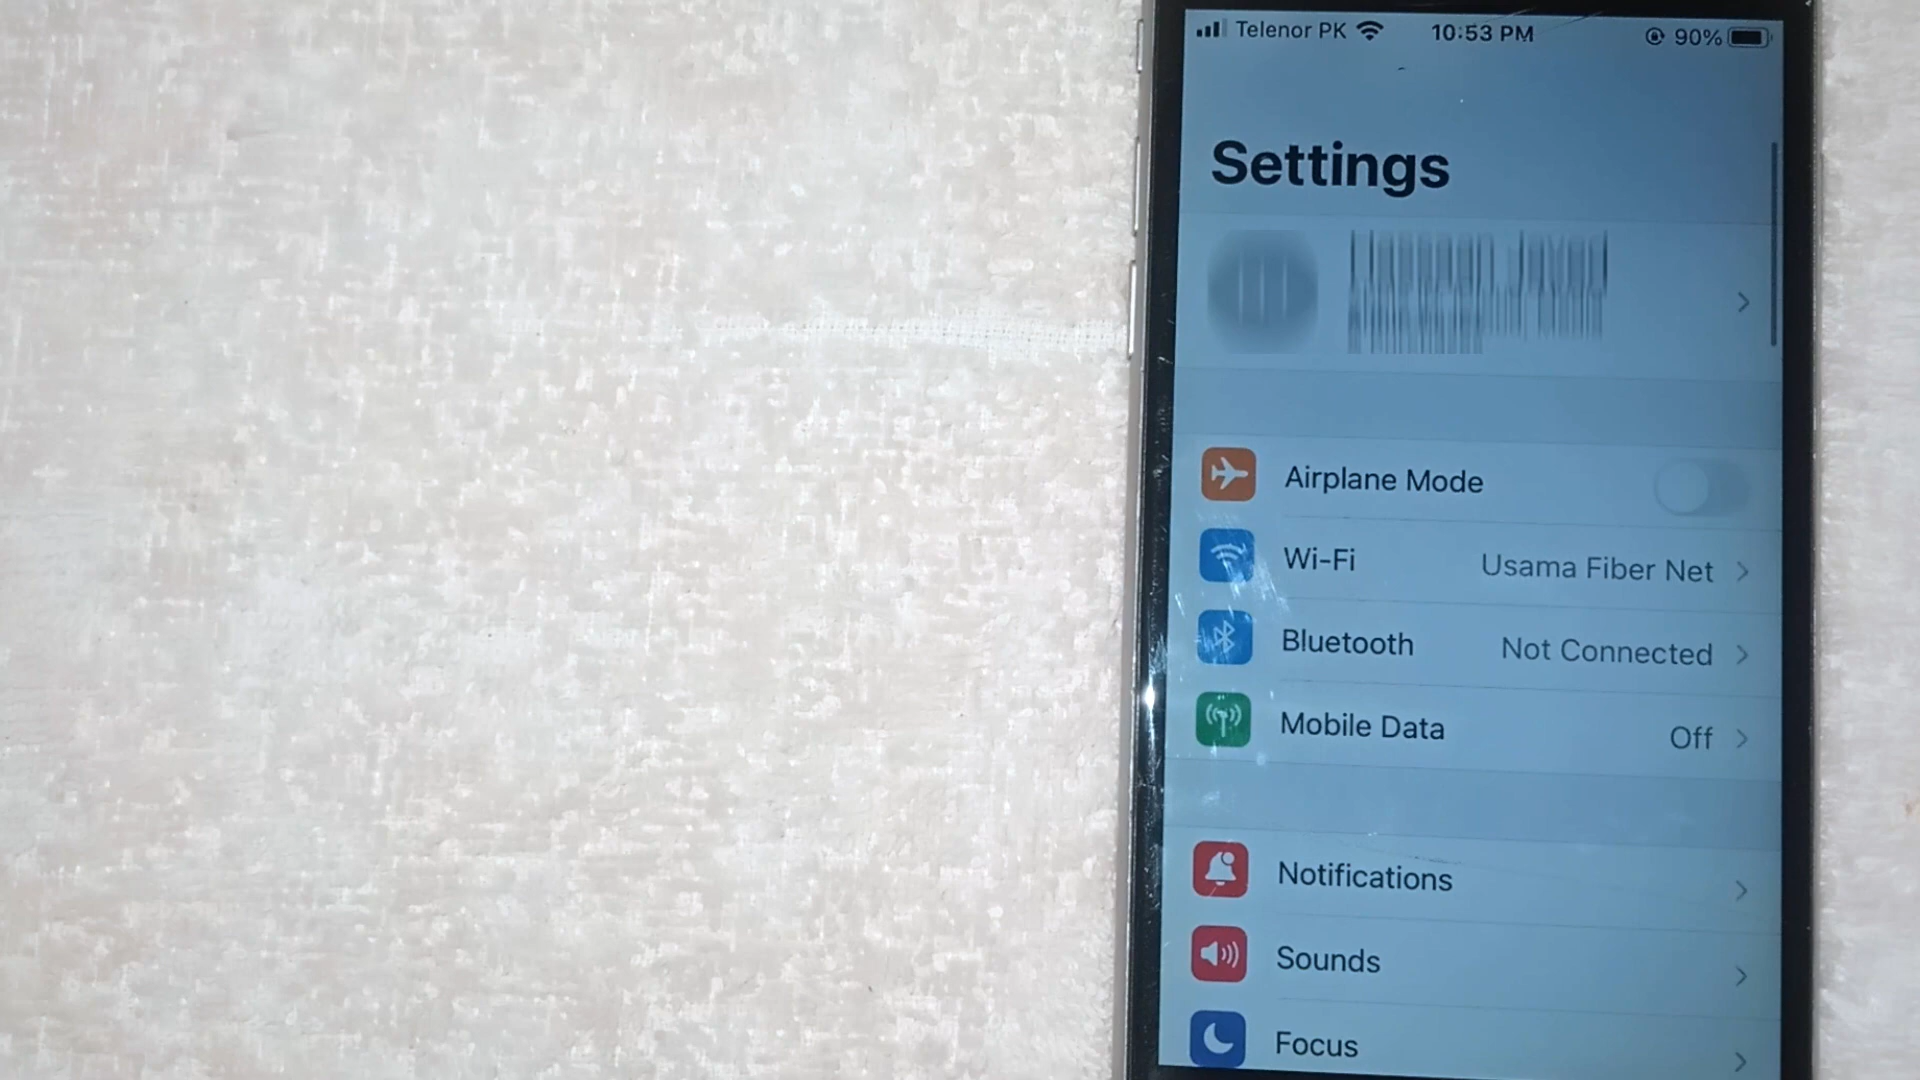 Telenor PK 10:53 PM 90%
Settings
Airplane Mode
Wi-Fi Usama Fiber Net
Bluetooth Not Connected
Mobile Data Off
Notifications
Sounds
Focus